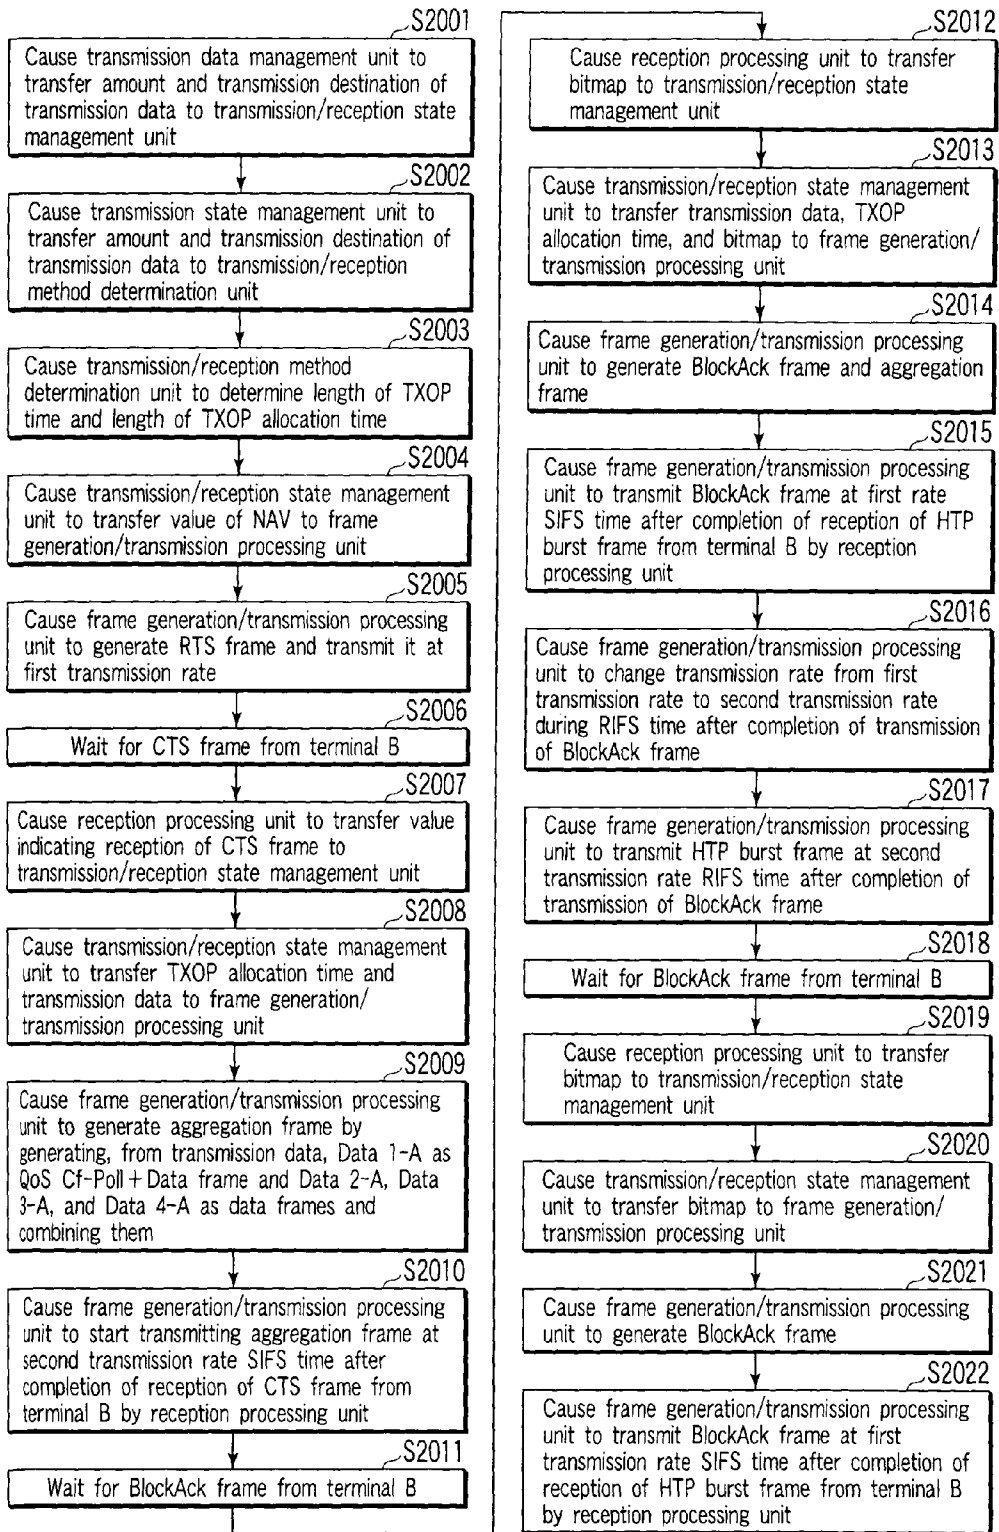 S2001
Cause transmission data management unit to
transfer amount and transmission destination of
transmission data to transmission/reception state
management unit
S2002
Cause transmission state management unit to
transfer amount and transmission destination of
transmission data to transmission/reception
method determination unit
S2003
Cause transmission/reception method
determination unit to determine length of TXOP
time and length of TXOP allocation time
S2004
Cause transmission/reception state management
unit to transfer value of NAV to frame
generation/transmission processing unit
S2005
Cause frame generation/transmission processing
unit to generate RTS frame and transmit it at
first transmission rate
S2006
Wait for CTS frame from terminal B
S2007
Cause reception processing unit to transfer value
indicating reception of CTS frame to
transmission/reception state management unit
S2008
Cause transmission/reception state management
unit to transfer TXOP allocation time and
transmission data to frame generation/
transmission processing unit
S2009
Cause frame generation/transmission processing
unit to generate aggregation frame by
generating, from transmission data, Data 1-A as
QoS Cf-Poll + Data frame and Data 2-A, Data
3-A, and Data 4-A as data frames and
combining them
S2010
Cause frame generation/transmission processing
unit to start transmitting aggregation frame at
second transmission rate SIFS time after
completion of reception of CTS frame from
terminal B by reception processing unit
S2011
Wait for BlockAck frame from terminal B
S2012
Cause reception processing unit to transfer
bitmap to transmission/reception state
management unit
S2013
Cause transmission/reception state management
unit to transfer transmission data, TXOP
allocation time, and bitmap to frame generation/
transmission processing unit
S2014
Cause frame generation/transmission processing
unit to generate BlockAck frame and aggregation
frame
S2015
Cause frame generation/transmission processing
unit to transmit BlockAck frame at first rate
SIFS time after completion of reception of HTP
burst frame from terminal B by reception
processing unit
S2016
Cause frame generation/transmission processing
unit to change transmission rate from first
transmission rate to second transmission rate
during RIFS time after completion of transmission
of BlockAck frame
S2017
Cause frame generation/transmission processing
unit to transmit HTP burst frame at second
transmission rate RIFS time after completion of
transmission of BlockAck frame
S2018
Wait for BlockAck frame from terminal B
S2019
Cause reception processing unit to transfer
bitmap to transmission/reception state
management unit
S2020
Cause transmission/reception state management
unit to transfer bitmap to frame generation/
transmission processing unit
S2021
Cause frame generation/transmission processing
unit to generate BlockAck frame
S2022
Cause frame generation/transmission processing
unit to transmit BlockAck frame at first
transmission rate SIFS time after completion of
reception of HTP burst frame from terminal B
by reception processing unit